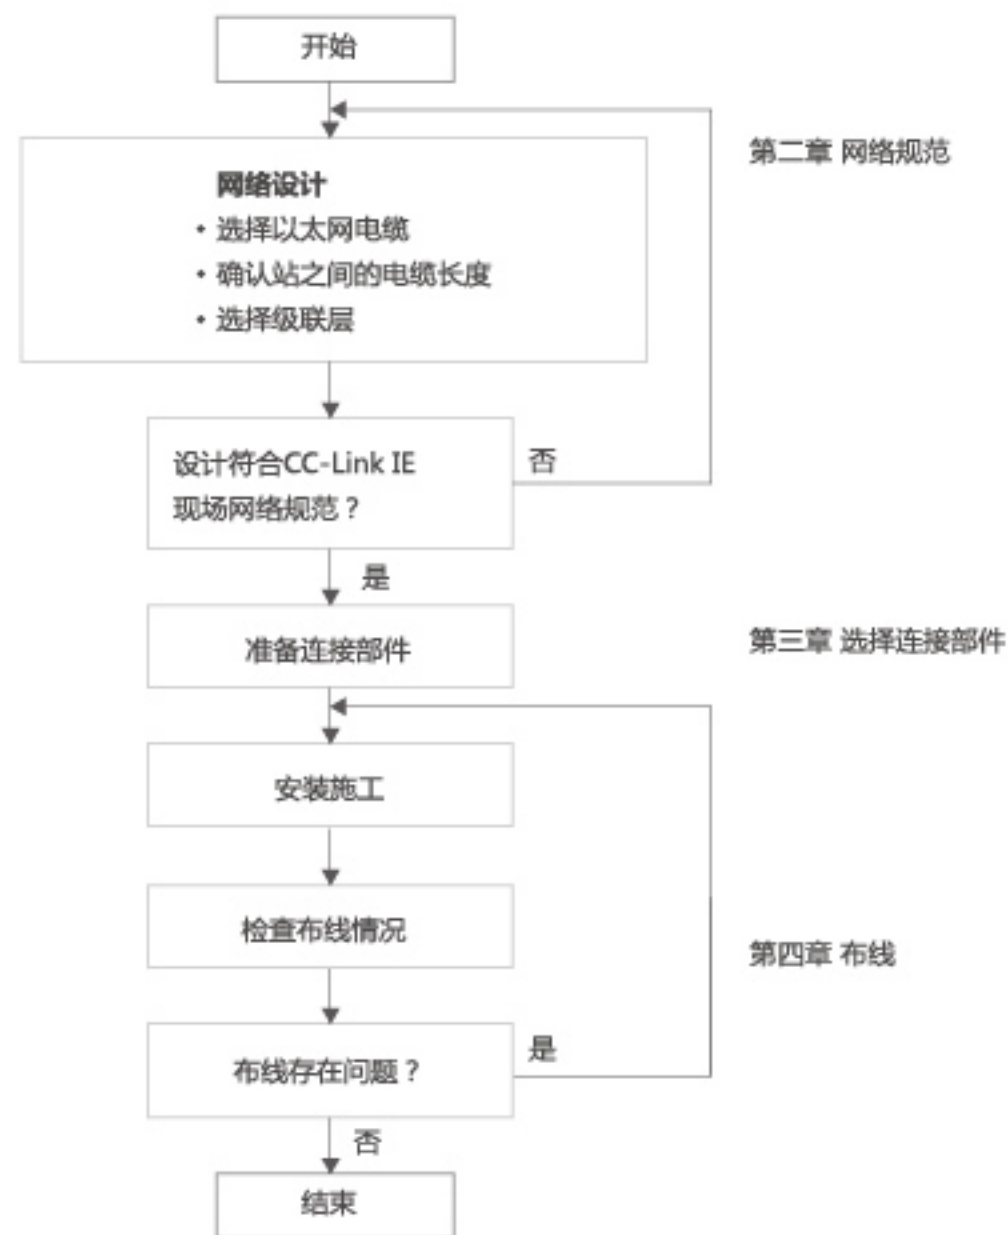 开始
第二章 网络规范
网络设计
・选择以太网电缆
・确认站之间的电缆长度
・选择级联层
设计符合CC-Link IE
现场网络规范？
否
是
准备连接部件
第三章 选择连接部件
安装施工
检查布线情况
第四章 布线
布线存在问题？
是
否
结束